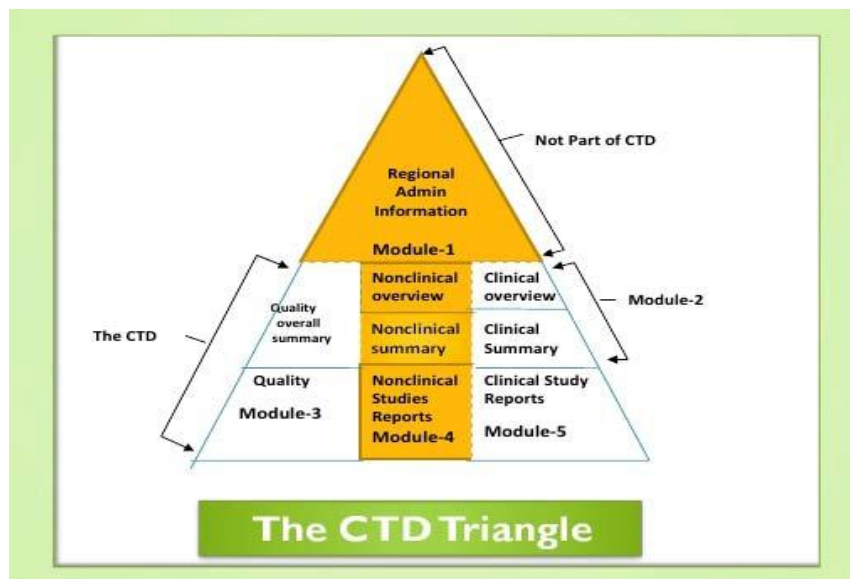 Not Part of CTD
Regional
Admin
Information
Module-1
Nonclinical
overview
Clinical
overview
Module-2
Quality
overall
summary
The CTD
Nonclinical
summary
Clinical
Summary
Quality
Module-3
Nonclinical
Studies
Reports
Module-4
Clinical Study
Reports
Module-5
The CTD Triangle